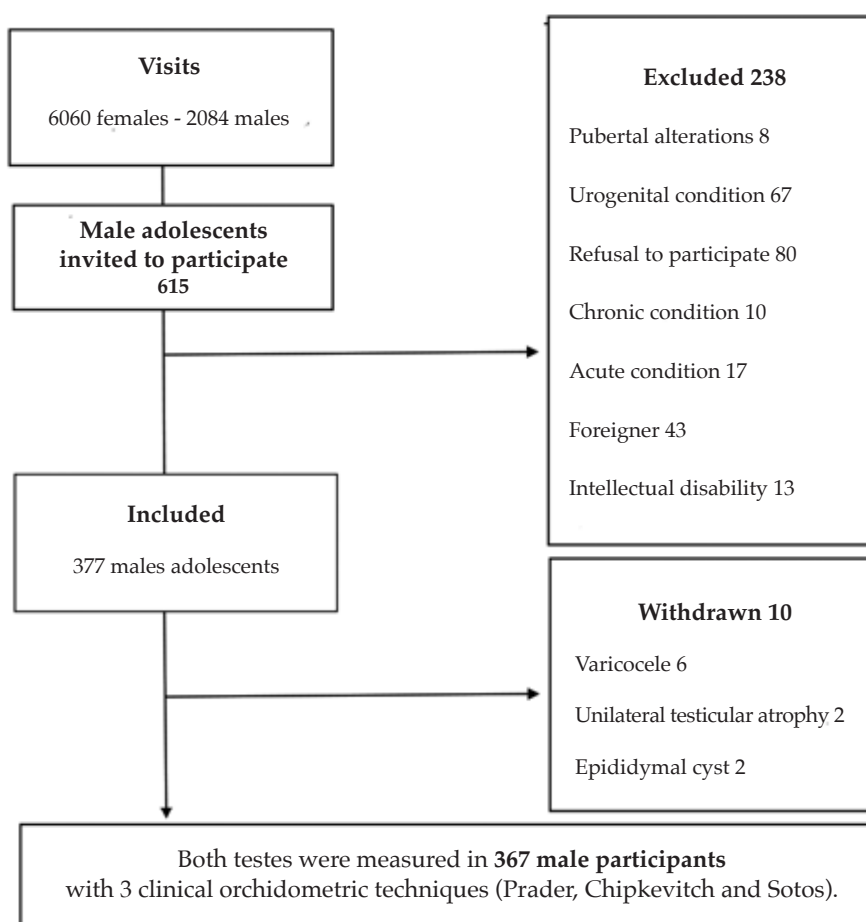 Visits
6060 females - 2084 males
Male adolescents
invited to participate
615
Excluded 238
Pubertal alterations 8
Urogenital condition 67
Refusal to participate 80
Chronic condition 10
Acute condition 17
Foreigner 43
Intellectual disability 13
Included
377 males adolescents
Withdrawn 10
Varicocele 6
Unilateral testicular atrophy 2
Epididymal cyst 2
Both testes were measured in 367 male participants
with 3 clinical orchidometric techniques (Prader, Chipkevitch and Sotos).